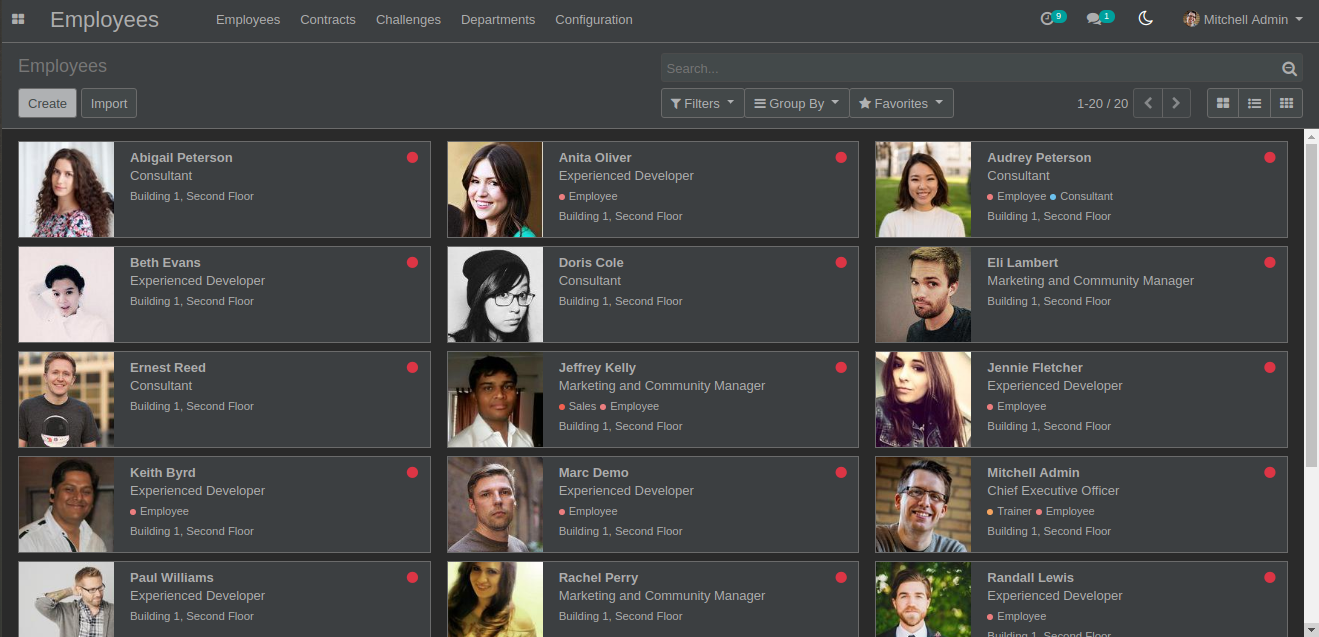 Employees Employees Contracts Challenges Departments Configuration 9 1 Mitchell Admin
Employees
Search...
Create Import Filters Group By Favorites 1-20 / 20
Abigail Peterson
Consultant
Building 1, Second Floor
Anita Oliver
Experienced Developer
Employee
Building 1, Second Floor
Audrey Peterson
Consultant
Employee Consultant
Building 1, Second Floor
Beth Evans
Experienced Developer
Building 1, Second Floor
Doris Cole
Consultant
Building 1, Second Floor
Eli Lambert
Marketing and Community Manager
Building 1, Second Floor
Ernest Reed
Consultant
Building 1, Second Floor
Jeffrey Kelly
Marketing and Community Manager
Sales Employee
Building 1, Second Floor
Jennie Fletcher
Experienced Developer
Employee
Building 1, Second Floor
Keith Byrd
Experienced Developer
Employee
Building 1, Second Floor
Marc Demo
Experienced Developer
Employee
Building 1, Second Floor
Mitchell Admin
Chief Executive Officer
Trainer Employee
Building 1, Second Floor
Paul Williams
Experienced Developer
Building 1, Second Floor
Rachel Perry
Marketing and Community Manager
Building 1, Second Floor
Randall Lewis
Experienced Developer
Employee
Building 1, Second Floor